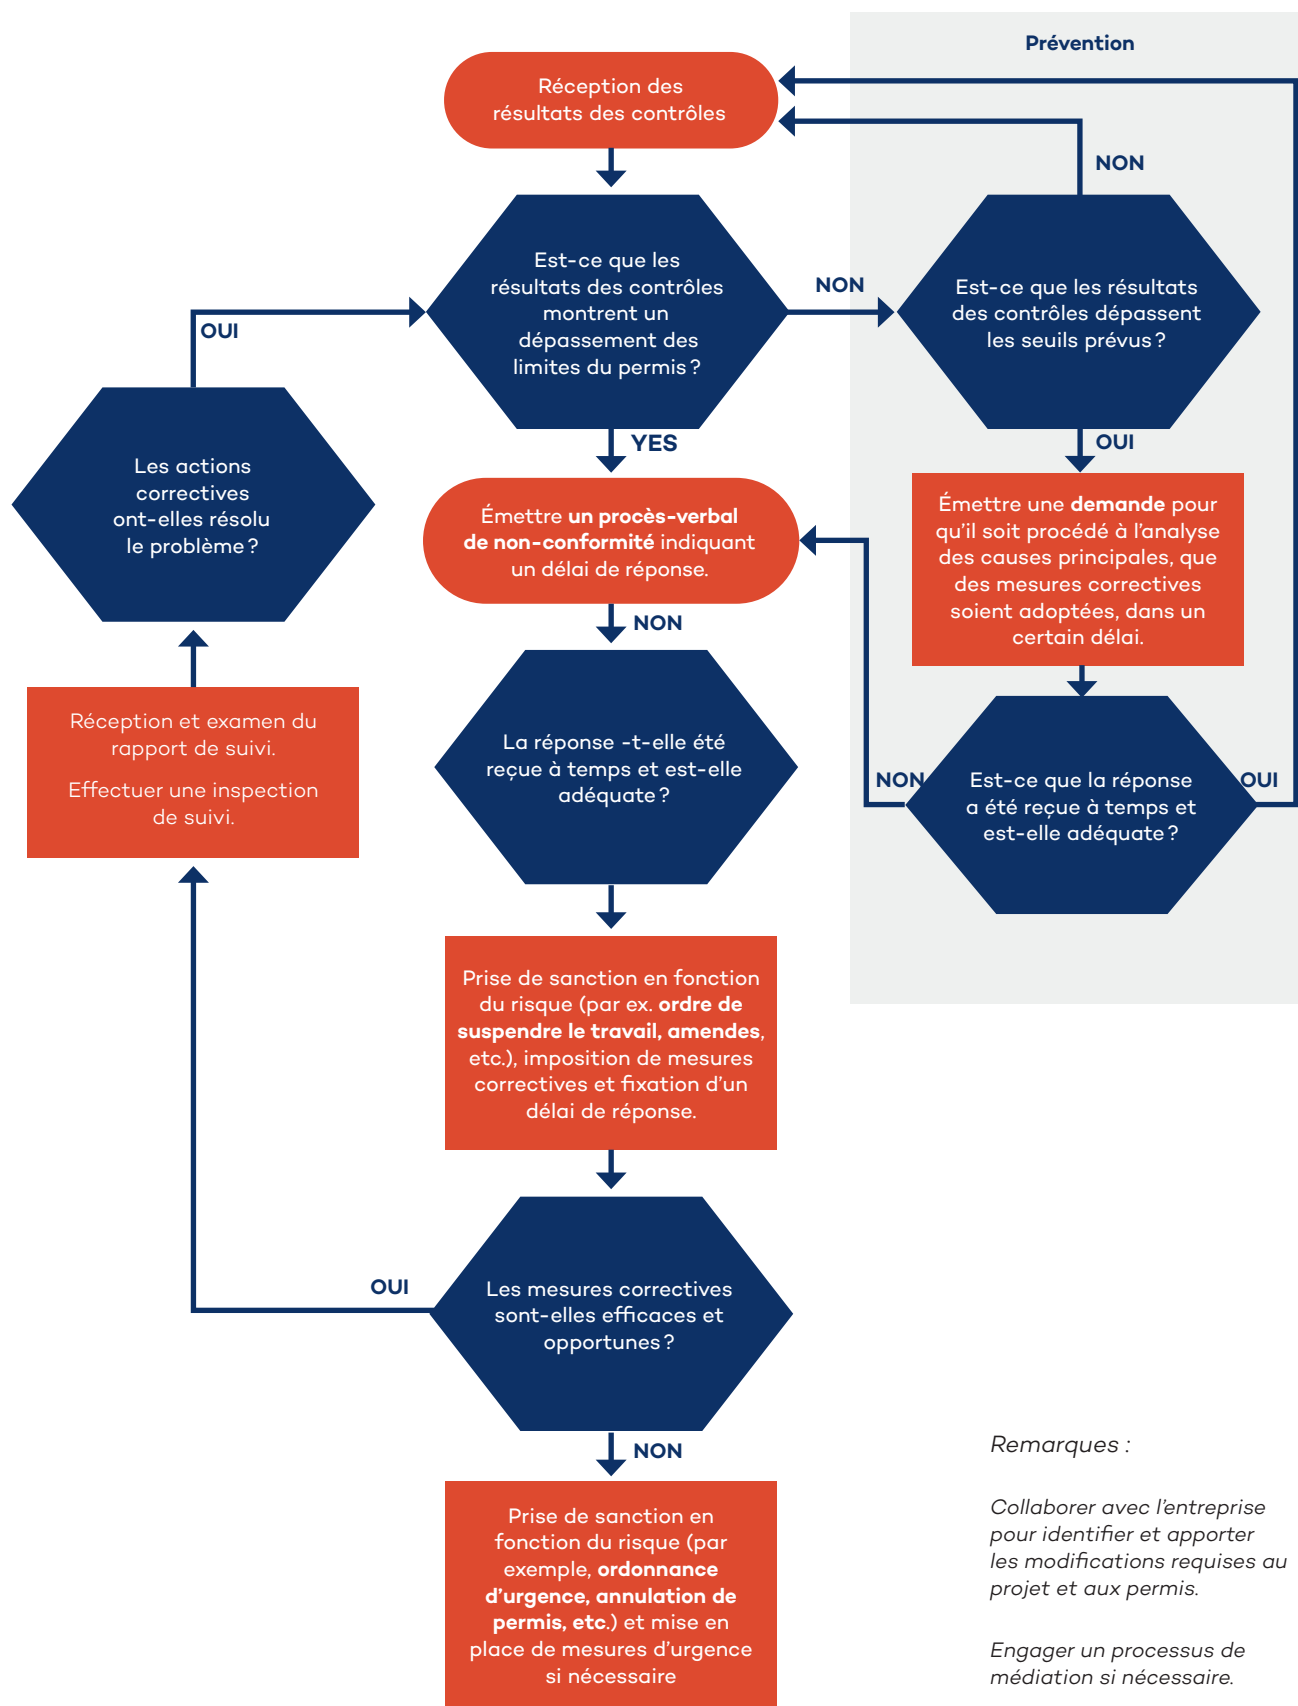 Prévention
Réception des
résultats des contrôles
NON
Est-ce que les
résultats des contrôles
montrent un
dépassement des
limites du permis ?
NON
Est-ce que les résultats
des contrôles dépassent
les seuils prévus ?
OUI
YES
OUI
Les actions
correctives
ont-elles résolu
le problème ?
Émettre un procès-verbal
de non-conformité indiquant
un délai de réponse.
Émettre une demande pour
qu’il soit procédé à l’analyse
des causes principales, que
des mesures correctives
soient adoptées, dans un
certain délai.
NON
Réception et examen du
rapport de suivi.
Effectuer une inspection
de suivi.
La réponse -t-elle été
reçue à temps et est-elle
adéquate ?
NON
Est-ce que la réponse
a été reçue à temps et
est-elle adéquate ?
OUI
Prise de sanction en fonction
du risque (par ex. ordre de
suspendre le travail, amendes,
etc.), imposition de mesures
correctives et fixation d’un
délai de réponse.
OUI
Les mesures correctives
sont-elles efficaces et
opportunes ?
NON
Prise de sanction en
fonction du risque (par
exemple, ordonnance
d’urgence, annulation de
permis, etc.) et mise en
place de mesures d’urgence
si nécessaire
Remarques :
Collaborer avec l’entreprise
pour identifier et apporter
les modifications requises au
projet et aux permis.
Engager un processus de
médiation si nécessaire.